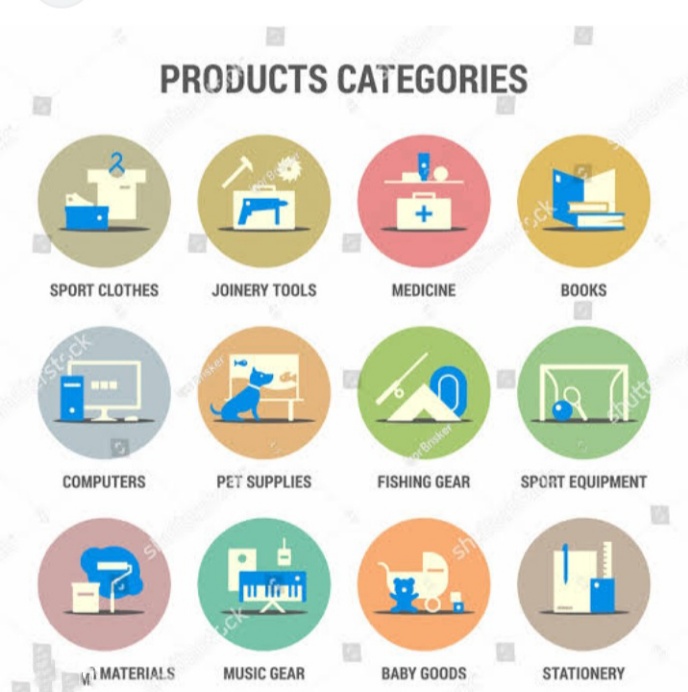 PRODUCTS CATEGORIES
SPORT CLOTHES JOINERY TOOLS MEDICINE BOOKS
COMPUTERS PET SUPPLIES FISHING GEAR SPORT EQUIPMENT
MATERIALS MUSIC GEAR BABY GOODS STATIONERY